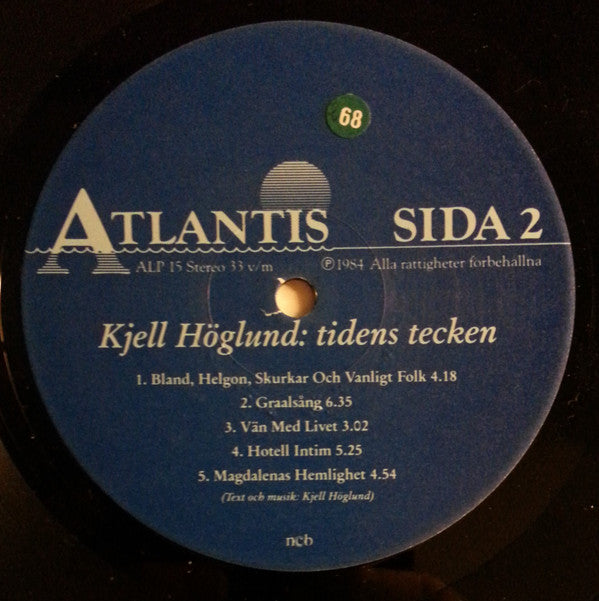 68
ATLANTIS SIDA 2
ALP 15 Stereo 33 v/m ℗1984 Alla rättigheter förbehållna
Kjell Höglund: tidens tecken
1. Bland, Helgon, Skurkar Och Vanligt Folk 4.18
2. Graalsång 6.35
3. Vän Med Livet 3.02
4. Hotell Intim 5.25
5. Magdalenas Hemlighet 4.54
(Text och musik: Kjell Höglund)
ncb